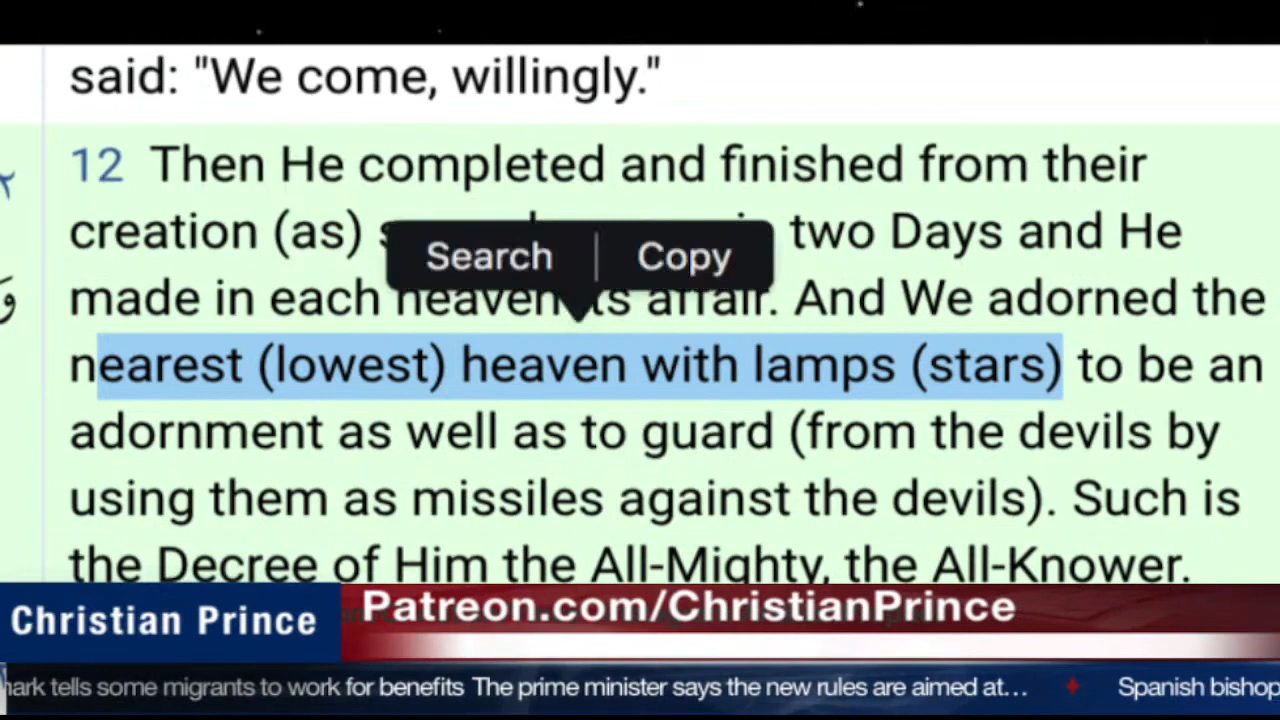 said: "We come, willingly."
12 Then He completed and finished from their
creation (as) two Days and He
Search Copy
made in each heaven its affair. And We adorned the
nearest (lowest) heaven with lamps (stars) to be an
adornment as well as to guard (from the devils by
using them as missiles against the devils). Such is
the Decree of Him the All-Mighty, the All-Knower.
Christian Prince
Patreon.com/ChristianPrince
mark tells some migrants to work for benefits The prime minister says the new rules are aimed at... Spanish bishop